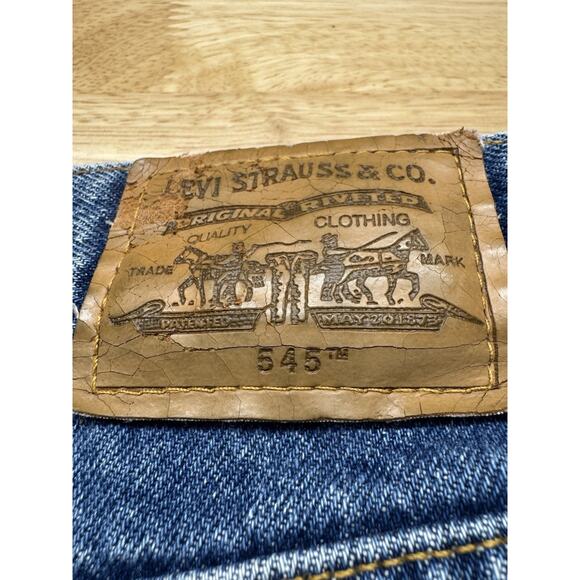 LEVI STRAUSS & CO.
ORIGINAL RIVETED
QUALITY CLOTHING
TRADE MARK
PATENTED MAY 20 1873
545™